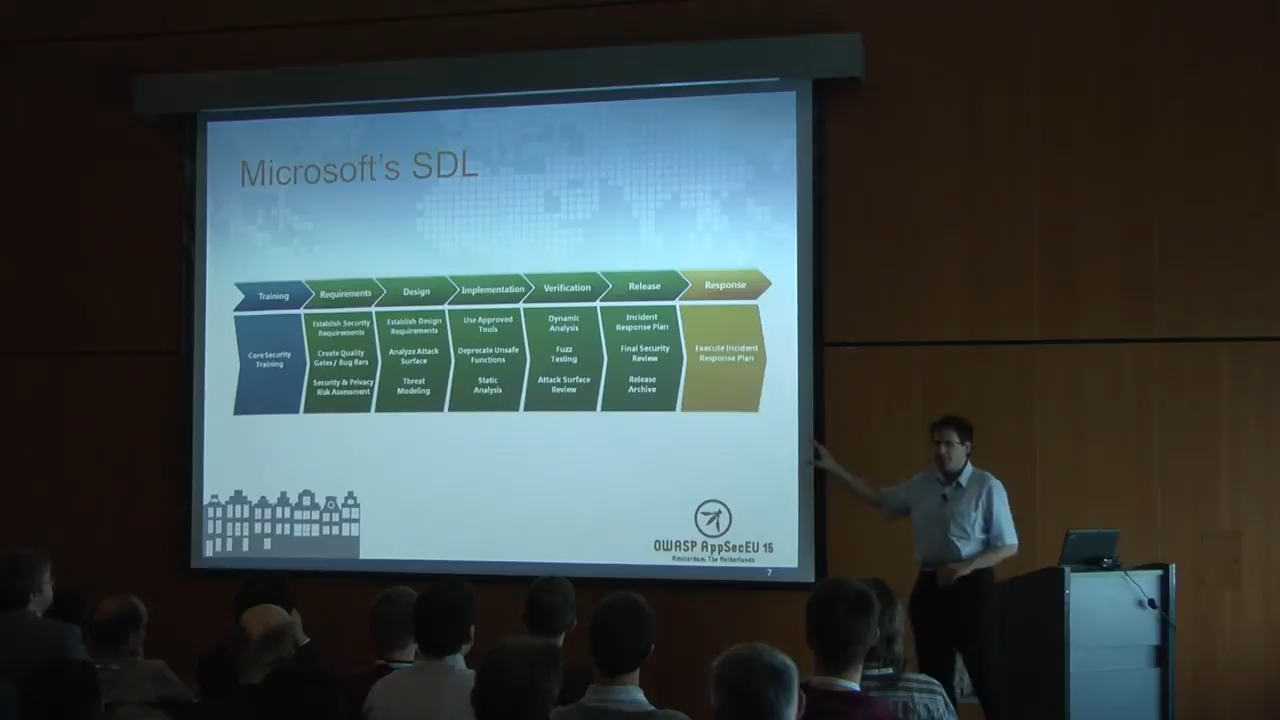 Microsoft's SDL
Training
Requirements
Design
Implementation
Verification
Release
Response
Core Security
Training
Establish Security
Requirements
Create Quality
Gates / Bug Bars
Security & Privacy
Risk Assessment
Establish Design
Requirements
Analyze Attack
Surface
Threat
Modeling
Use Approved
Tools
Deprecate Unsafe
Functions
Static
Analysis
Dynamic
Analysis
Fuzz
Testing
Attack Surface
Review
Incident
Response Plan
Final Security
Review
Release
Archive
Execute Incident
Response Plan
OWASP AppSecEU 15
Amsterdam, The Netherlands
7